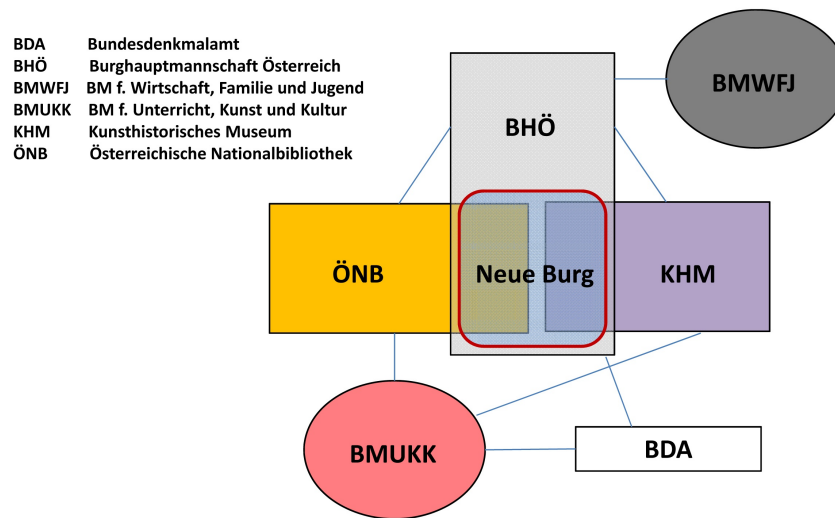 BDA Bundesdenkmalamt
BHÖ Burghauptmannschaft Österreich
BMWFJ BM f. Wirtschaft, Familie und Jugend
BMUKK BM f. Unterricht, Kunst und Kultur
KHM Kunsthistorisches Museum
ÖNB Österreichische Nationalbibliothek
BMWFJ
BHÖ
ÖNB
Neue Burg
KHM
BMUKK
BDA